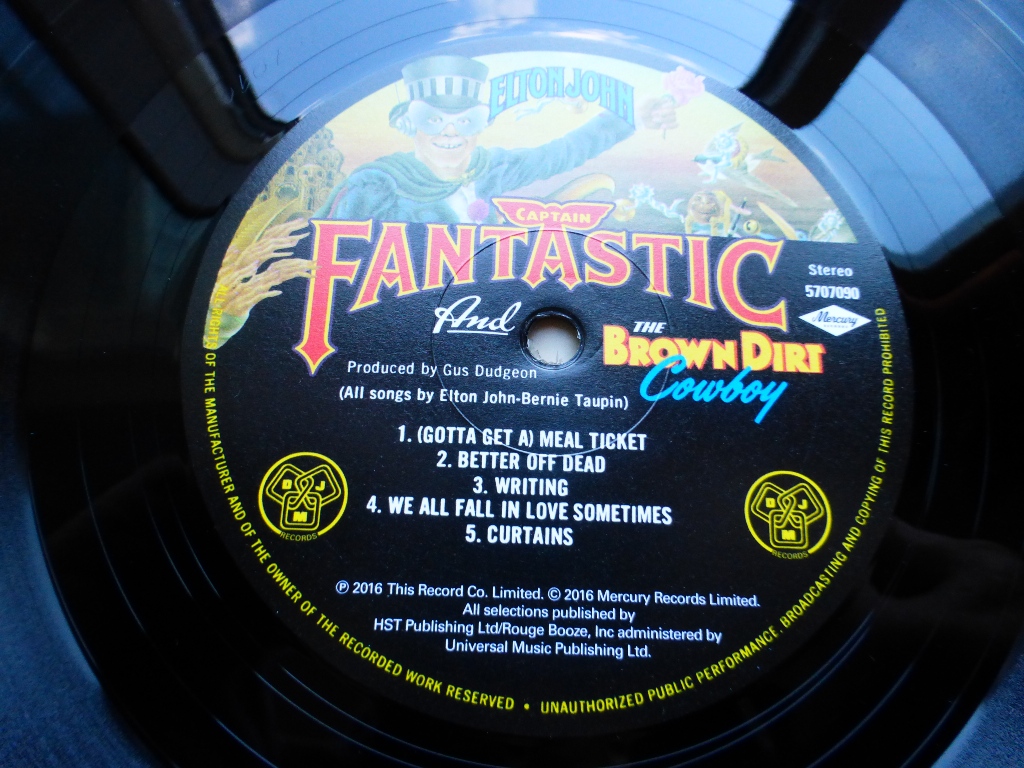 ELTON JOHN
CAPTAIN
FANTASTIC
And
THE
BROWN DIRT
Cowboy
Stereo
5707090
Mercury
Produced by Gus Dudgeon
(All songs by Elton John-Bernie Taupin)
1. (GOTTA GET A) MEAL TICKET
2. BETTER OFF DEAD
3. WRITING
4. WE ALL FALL IN LOVE SOMETIMES
5. CURTAINS
D J
M
RECORDS
D J
M
RECORDS
℗ 2016 This Record Co. Limited. © 2016 Mercury Records Limited.
All selections published by
HST Publishing Ltd/Rouge Booze, Inc administered by
Universal Music Publishing Ltd.
ALL RIGHTS OF THE MANUFACTURER AND OF THE OWNER OF THE RECORDED WORK RESERVED • UNAUTHORIZED PUBLIC PERFORMANCE, BROADCASTING AND COPYING OF THIS RECORD PROHIBITED